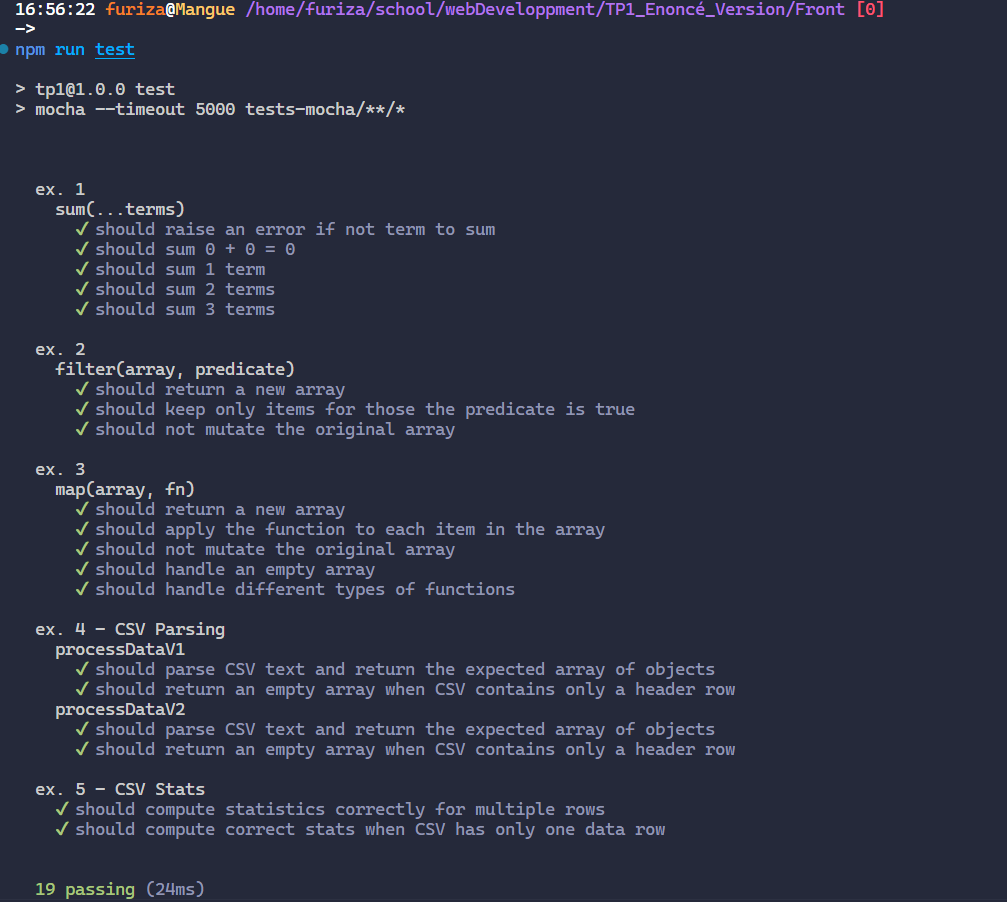 16:56:22 furiza@Mangue /home/furiza/school/webDeveloppment/TP1_Enoncé_Version/Front [0]
->
npm run test
> tp1@1.0.0 test
> mocha --timeout 5000 tests-mocha/**/*
ex. 1
sum(...terms)
✓ should raise an error if not term to sum
✓ should sum 0 + 0 = 0
✓ should sum 1 term
✓ should sum 2 terms
✓ should sum 3 terms
ex. 2
filter(array, predicate)
✓ should return a new array
✓ should keep only items for those the predicate is true
✓ should not mutate the original array
ex. 3
map(array, fn)
✓ should return a new array
✓ should apply the function to each item in the array
✓ should not mutate the original array
✓ should handle an empty array
✓ should handle different types of functions
ex. 4 - CSV Parsing
processDataV1
✓ should parse CSV text and return the expected array of objects
✓ should return an empty array when CSV contains only a header row
processDataV2
✓ should parse CSV text and return the expected array of objects
✓ should return an empty array when CSV contains only a header row
ex. 5 - CSV Stats
✓ should compute statistics correctly for multiple rows
✓ should compute correct stats when CSV has only one data row
19 passing (24ms)